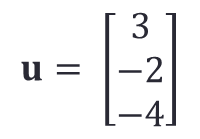 u = [3
-2
-4]